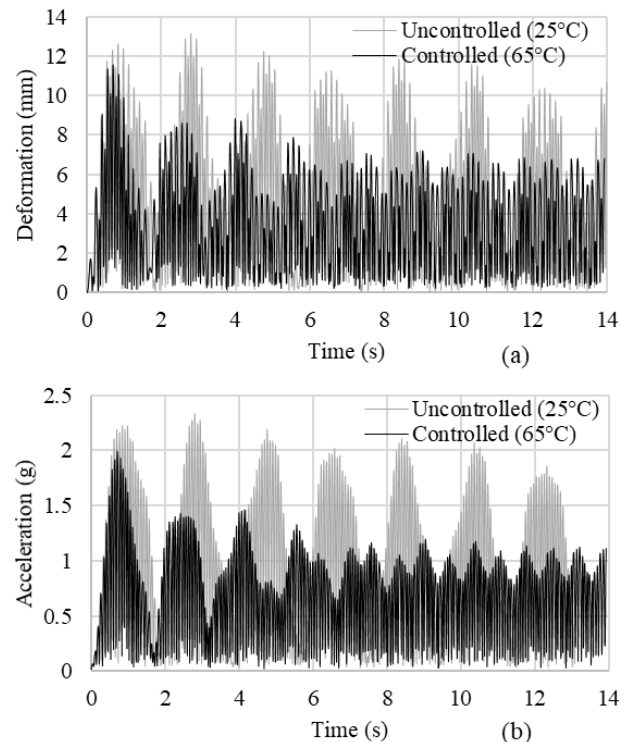 14
12
10
8
6
4
2
0
Deformation (mm)
Uncontrolled (25°C)
Controlled (65°C)
0 2 4 6 8 10 12 14
Time (s)
(a)
2.5
2
1.5
1
0.5
0
Acceleration (g)
Uncontrolled (25°C)
Controlled (65°C)
0 2 4 6 8 10 12 14
Time (s)
(b)